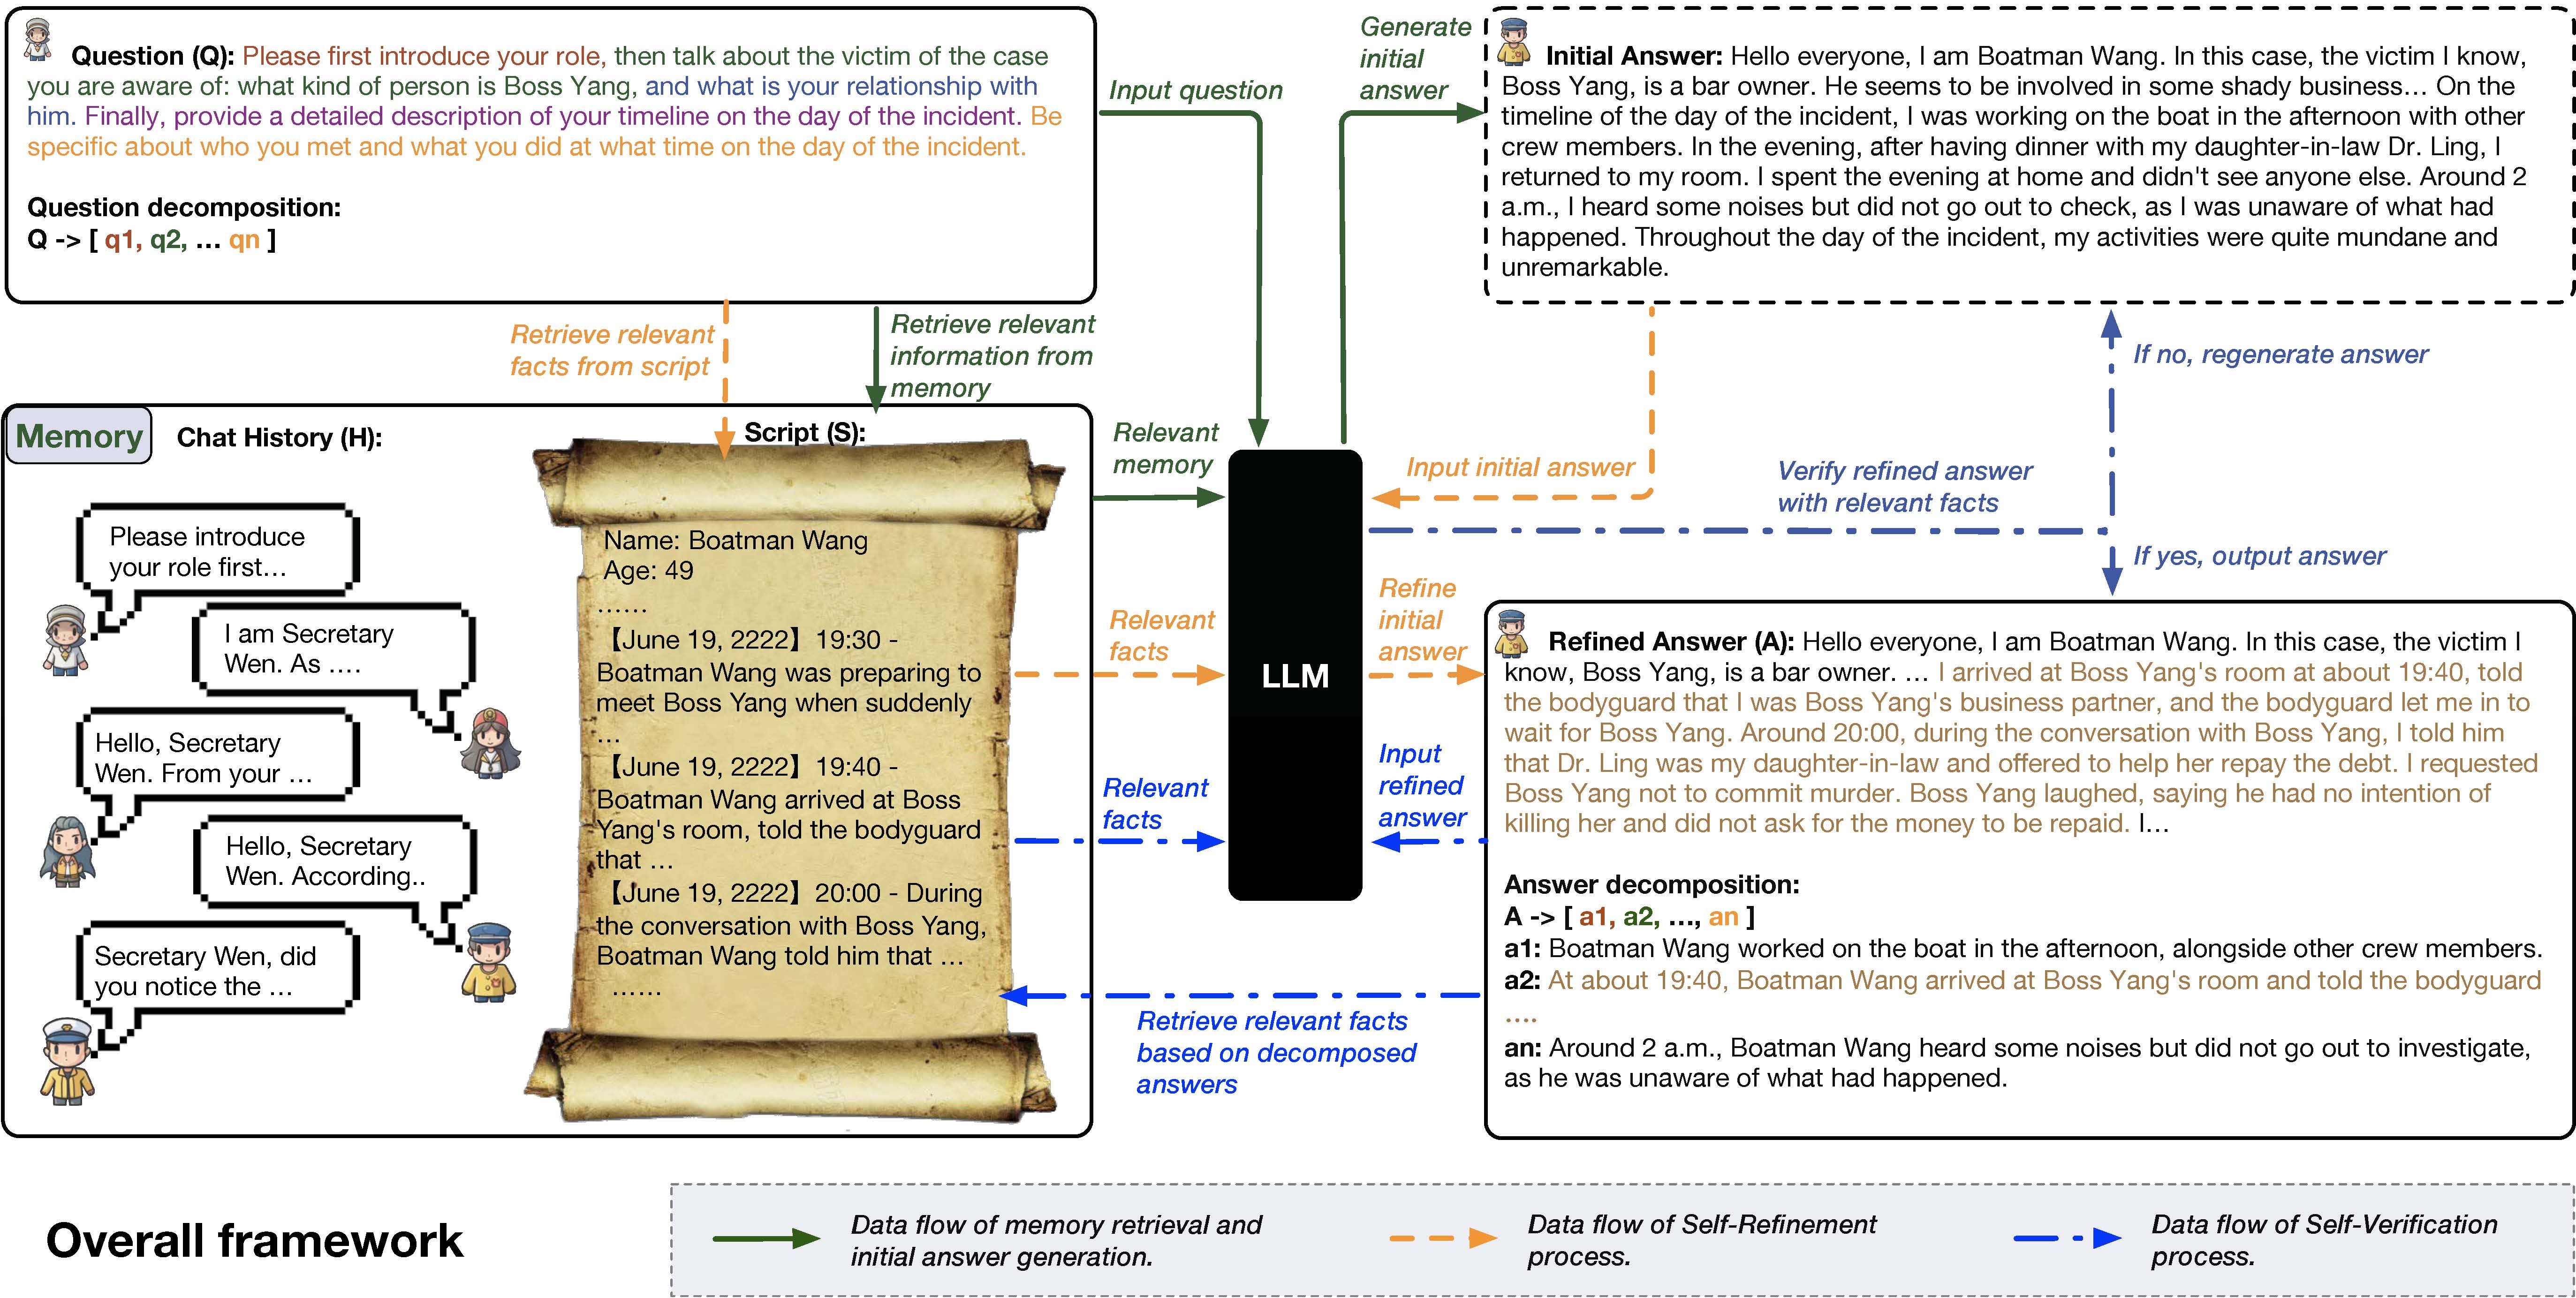 Question (Q): Please first introduce your role, then talk about the victim of the case
you are aware of: what kind of person is Boss Yang, and what is your relationship with
him. Finally, provide a detailed description of your timeline on the day of the incident. Be
specific about who you met and what you did at what time on the day of the incident.
Question decomposition:
Q -> [ q1, q2, ... qn ]
Input question
Generate
initial
answer
Initial Answer: Hello everyone, I am Boatman Wang. In this case, the victim I know,
Boss Yang, is a bar owner. He seems to be involved in some shady business... On the
timeline of the day of the incident, I was working on the boat in the afternoon with other
crew members. In the evening, after having dinner with my daughter-in-law Dr. Ling, I
returned to my room. I spent the evening at home and didn't see anyone else. Around 2
a.m., I heard some noises but did not go out to check, as I was unaware of what had
happened. Throughout the day of the incident, my activities were quite mundane and
unremarkable.
Retrieve relevant
facts from script
Retrieve relevant
information from
memory
If no, regenerate answer
Memory
Chat History (H):
Script (S):
Relevant
memory
Input initial answer
Verify refined answer
with relevant facts
If yes, output answer
Please introduce
your role first...
I am Secretary
Wen. As ....
Hello, Secretary
Wen. From your ...
Hello, Secretary
Wen. According..
Secretary Wen, did
you notice the ...
Name: Boatman Wang
Age: 49
......
【June 19, 2222】19:30 -
Boatman Wang was preparing to
meet Boss Yang when suddenly
...
【June 19, 2222】19:40 -
Boatman Wang arrived at Boss
Yang's room, told the bodyguard
that ...
【June 19, 2222】20:00 - During
the conversation with Boss Yang,
Boatman Wang told him that ...
......
Relevant
facts
Relevant
facts
LLM
Refine
initial
answer
Input
refined
answer
Retrieve relevant facts
based on decomposed
answers
Refined Answer (A): Hello everyone, I am Boatman Wang. In this case, the victim I
know, Boss Yang, is a bar owner. ... I arrived at Boss Yang's room at about 19:40, told
the bodyguard that I was Boss Yang's business partner, and the bodyguard let me in to
wait for Boss Yang. Around 20:00, during the conversation with Boss Yang, I told him
that Dr. Ling was my daughter-in-law and offered to help her repay the debt. I requested
Boss Yang not to commit murder. Boss Yang laughed, saying he had no intention of
killing her and did not ask for the money to be repaid. I...
Answer decomposition:
A -> [ a1, a2, ..., an ]
a1: Boatman Wang worked on the boat in the afternoon, alongside other crew members.
a2: At about 19:40, Boatman Wang arrived at Boss Yang's room and told the bodyguard
....
an: Around 2 a.m., Boatman Wang heard some noises but did not go out to investigate,
as he was unaware of what had happened.
Overall framework
Data flow of memory retrieval and
initial answer generation.
Data flow of Self-Refinement
process.
Data flow of Self-Verification
process.